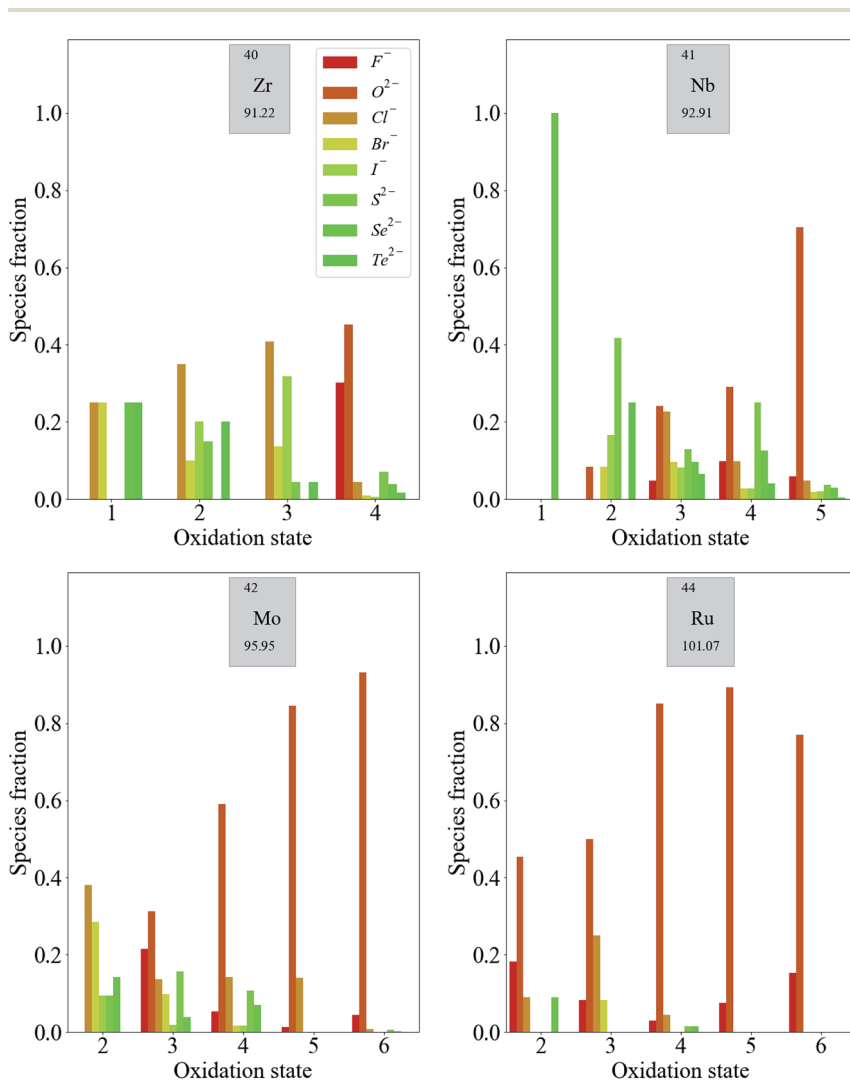 40
Zr
91.22
F−
O2−
Cl−
Br−
I−
S2−
Se2−
Te2−
1.0
0.8
0.6
0.4
0.2
0.0
Species fraction
1 2 3 4
Oxidation state
41
Nb
92.91
1.0
0.8
0.6
0.4
0.2
0.0
Species fraction
1 2 3 4 5
Oxidation state
42
Mo
95.95
1.0
0.8
0.6
0.4
0.2
0.0
Species fraction
2 3 4 5 6
Oxidation state
44
Ru
101.07
1.0
0.8
0.6
0.4
0.2
0.0
Species fraction
2 3 4 5 6
Oxidation state